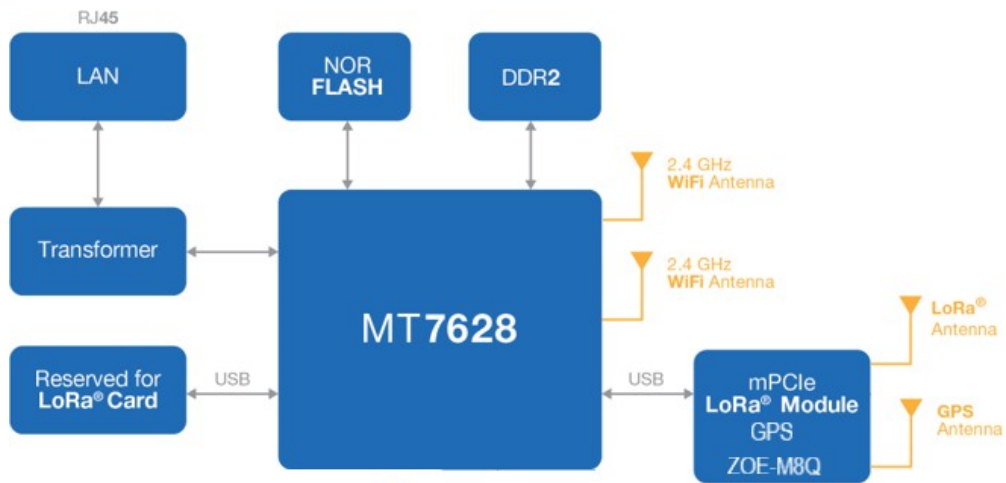 RJ45
LAN
NOR
FLASH
DDR2
2.4 GHz
WiFi Antenna
Transformer
2.4 GHz
WiFi Antenna
MT7628
LoRa®
Antenna
Reserved for
LoRa® Card
USB
USB
mPCIe
LoRa® Module
GPS
ZOE-M8Q
GPS
Antenna